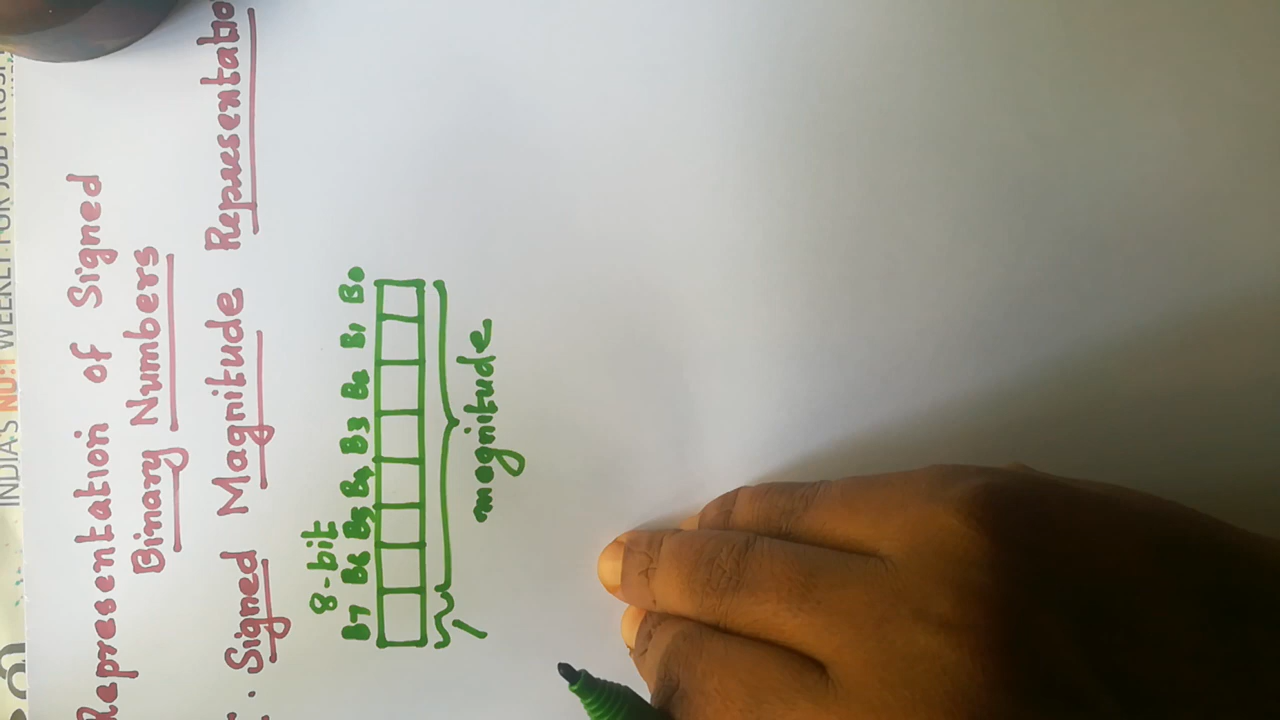 INDIA'S NO:1 WEEKLY FOR JOB
Representation of Signed
Binary Numbers
Signed Magnitude Representatio
8-bit
B7 B6 B5 B4 B3 B2 B1 B0
magnitude